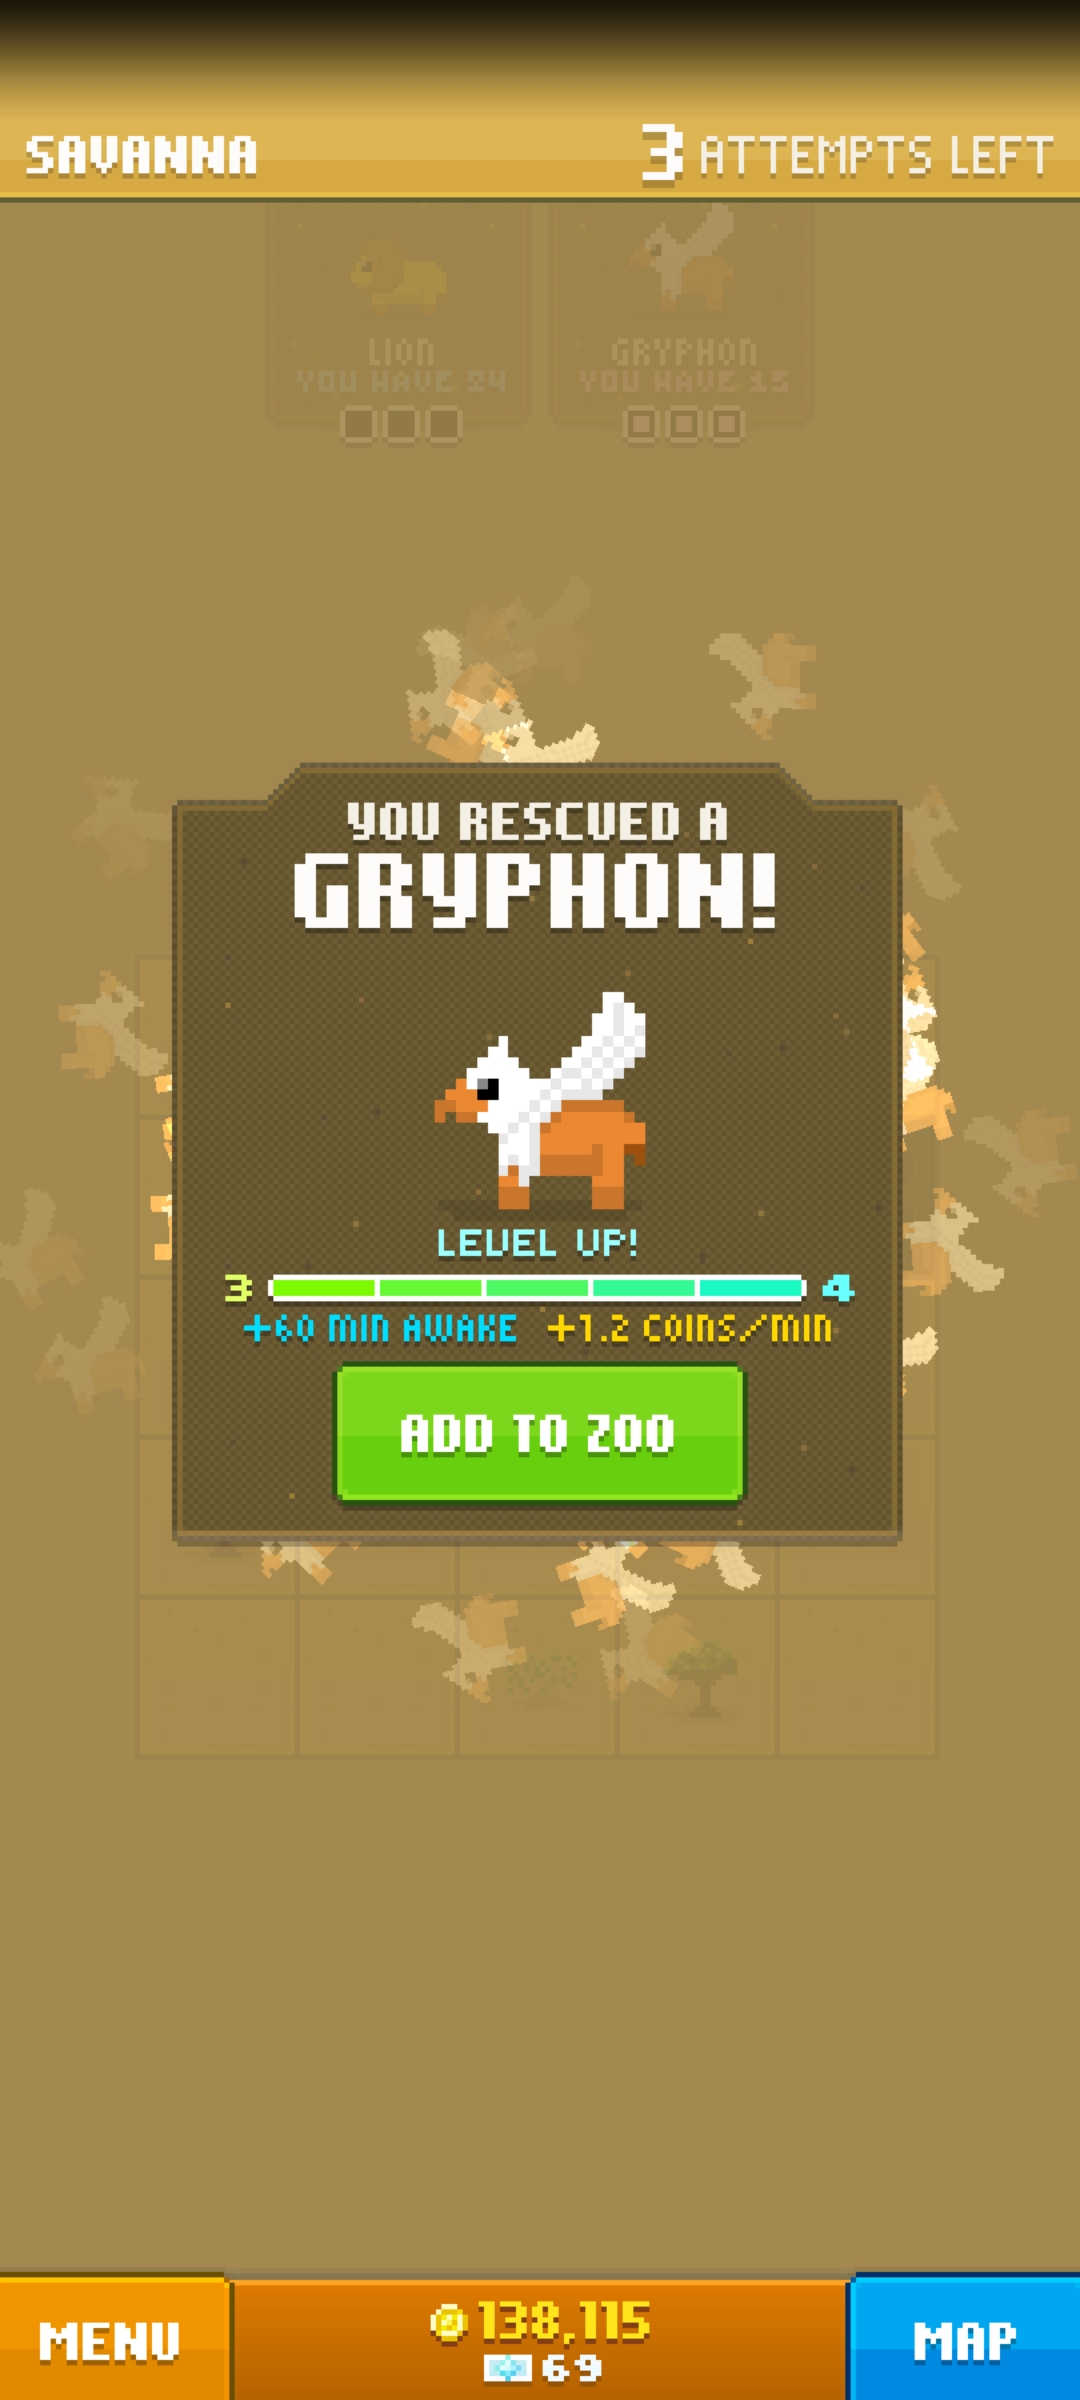 SAVANNA
3 ATTEMPTS LEFT
LION
GRYPHON
YOU HAVE 24
YOU HAVE 15
YOU RESCUED A
GRYPHON!
LEVEL UP!
3
4
+60 MIN AWAKE +1.2 COINS/MIN
ADD TO ZOO
MENU
138,115
69
MAP